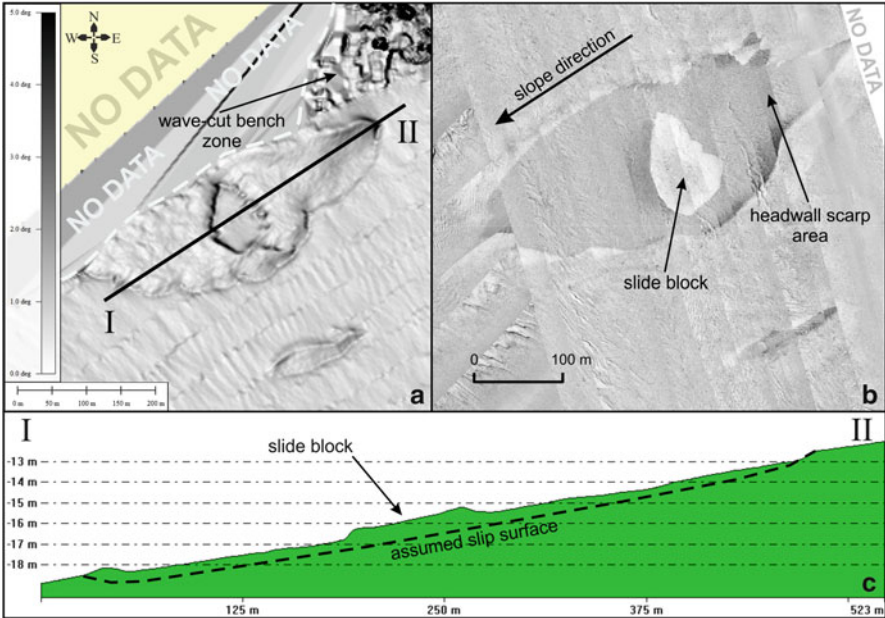 a
N
W E
S
5.0 deg
4.0 deg
3.0 deg
2.0 deg
1.0 deg
0.0 deg
NO DATA
NO DATA
NO DATA
wave-cut bench
zone
I
II
0 m 50 m 100 m 150 m 200 m
a
NO DATA
slope direction
headwall scarp
area
slide block
0 100 m
b
I
II
slide block
-13 m
-14 m
-15 m
-16 m
-17 m
-18 m
assumed slip surface
125 m 250 m 375 m 523 m
c